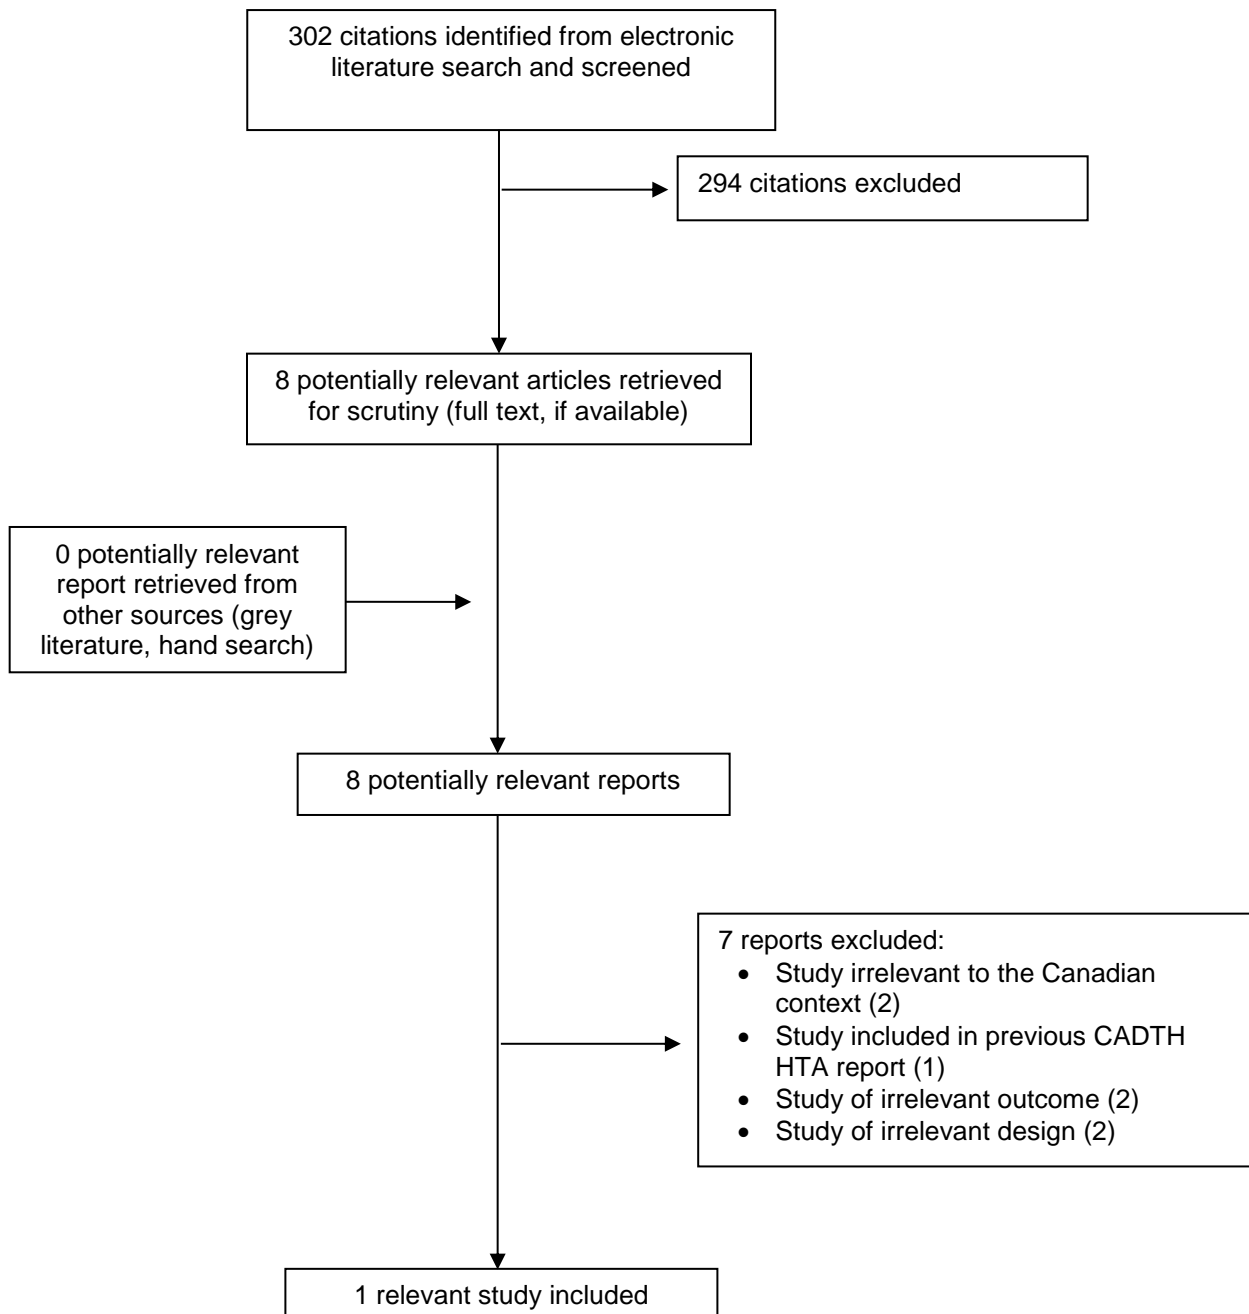 302 citations identified from electronic
literature search and screened
294 citations excluded
8 potentially relevant articles retrieved
for scrutiny (full text, if available)
0 potentially relevant
report retrieved from
other sources (grey
literature, hand search)
8 potentially relevant reports
7 reports excluded:
• Study irrelevant to the Canadian
context (2)
• Study included in previous CADTH
HTA report (1)
• Study of irrelevant outcome (2)
• Study of irrelevant design (2)
1 relevant study included